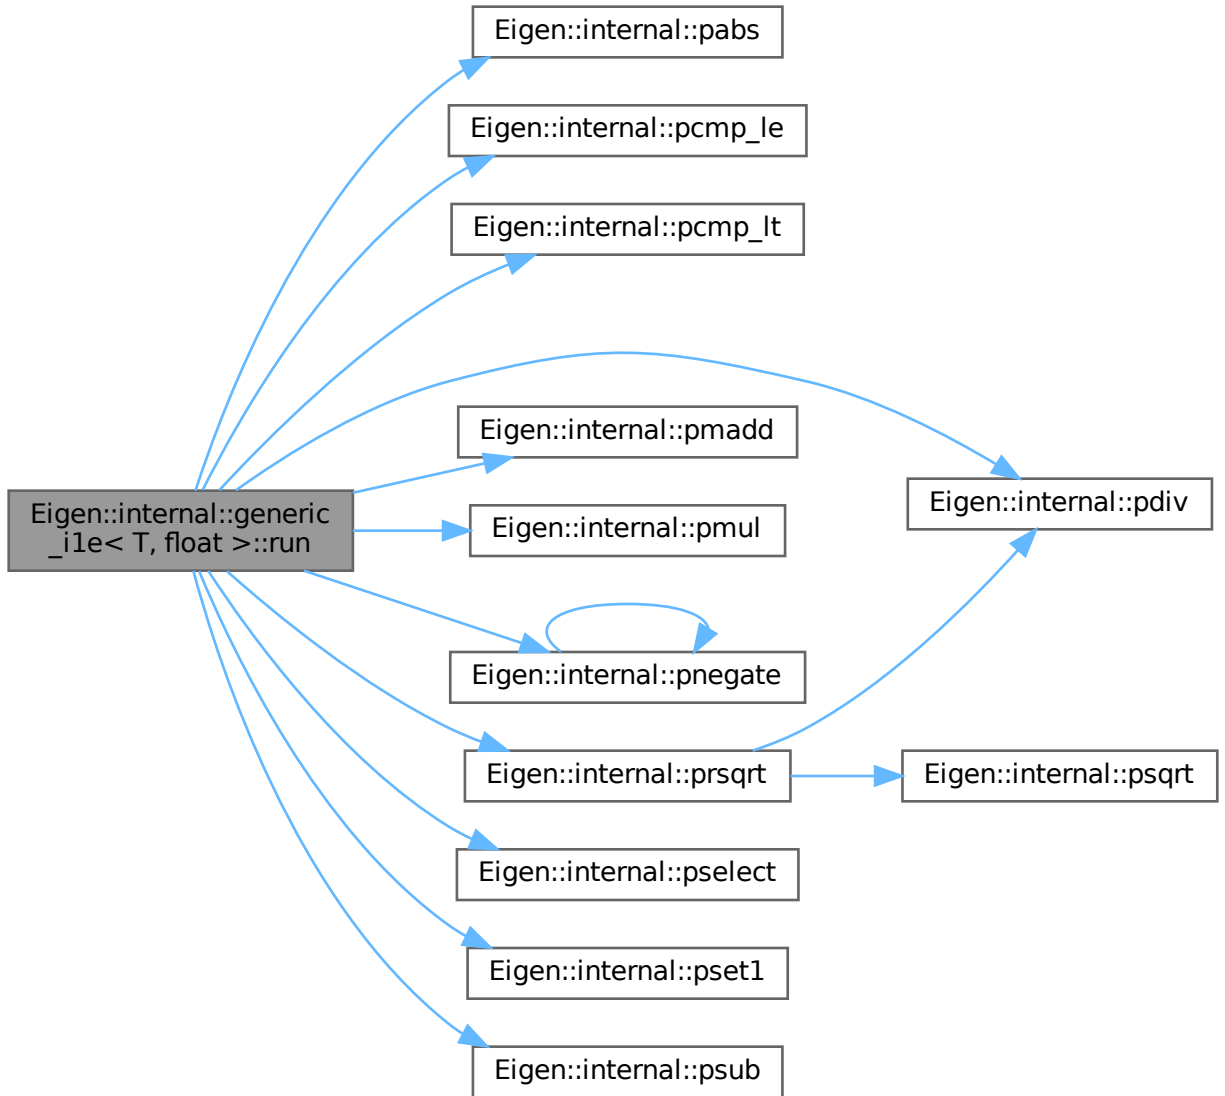 Eigen::internal::pabs
Eigen::internal::pcmp_le
Eigen::internal::pcmp_lt
Eigen::internal::pmadd
Eigen::internal::generic
_i1e< T, float >::run
Eigen::internal::pdiv
Eigen::internal::pmul
Eigen::internal::pnegate
Eigen::internal::prsqrt
Eigen::internal::psqrt
Eigen::internal::pselect
Eigen::internal::pset1
Eigen::internal::psub